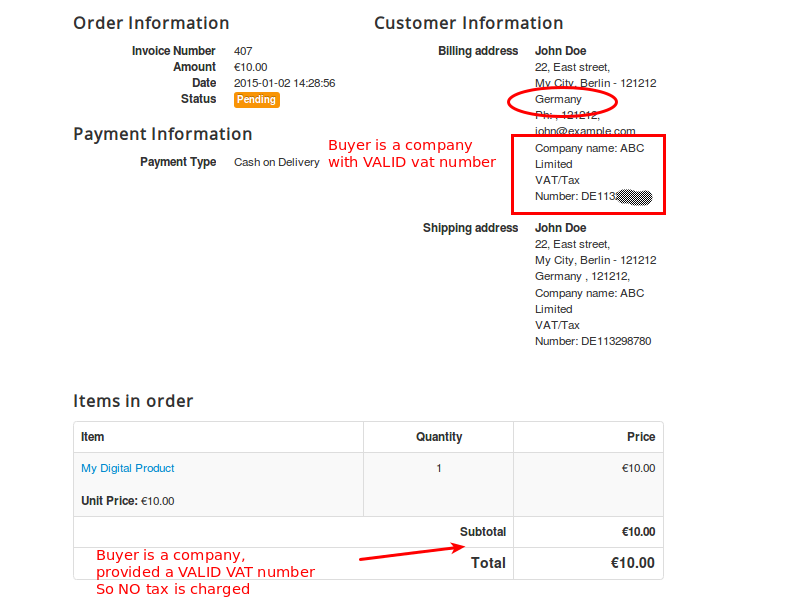 Order Information
Invoice Number 407
Amount €10.00
Date 2015-01-02 14:28:56
Status Pending
Payment Information
Payment Type Cash on Delivery
Customer Information
Billing address John Doe
22, East street,
My City, Berlin - 121212
Germany
Ph: , 121212,
john@example.com
Company name: ABC
Limited
VAT/Tax
Number: DE113
Buyer is a company
with VALID vat number
Shipping address John Doe
22, East street,
My City, Berlin - 121212
Germany , 121212,
Company name: ABC
Limited
VAT/Tax
Number: DE113298780
Items in order
Item Quantity Price
My Digital Product 1 €10.00
Unit Price: €10.00
Subtotal €10.00
Total €10.00
Buyer is a company,
provided a VALID VAT number
So NO tax is charged